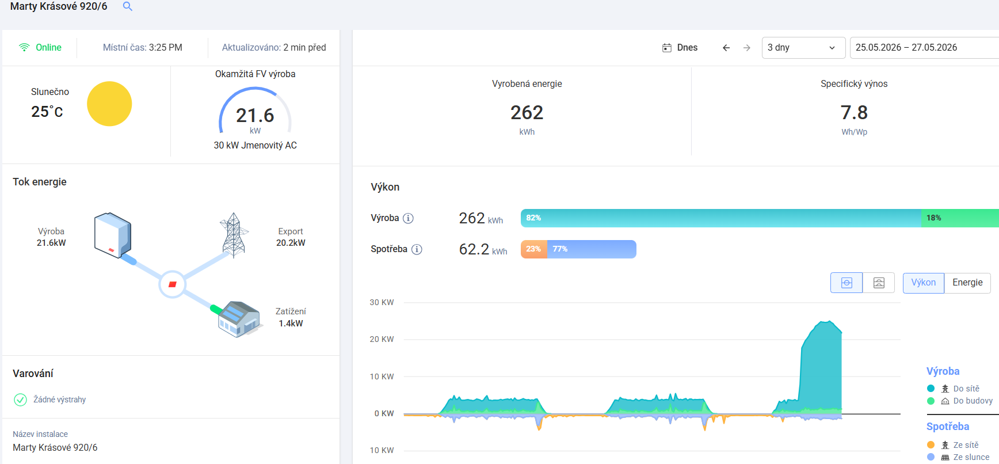 Marty Krásové 920/6
Online
Místní čas: 3:25 PM
Aktualizováno: 2 min před
Slunečno
25°C
Okamžitá FV výroba
21.6
kW
30 kW Jmenovitý AC
Tok energie
Výroba
21.6kW
Export
20.2kW
Zatížení
1.4kW
Varování
Žádné výstrahy
Název instalace
Marty Krásové 920/6
Dnes
3 dny
25.05.2026 – 27.05.2026
Vyrobená energie
262
kWh
Specifický výnos
7.8
Wh/Wp
Výkon
Výroba 262 kWh 82% 18%
Spotřeba 62.2 kWh 23% 77%
Výkon Energie
30 KW
20 KW
10 KW
0 KW
10 KW
Výroba
Do sítě
Do budovy
Spotřeba
Ze sítě
Ze slunce